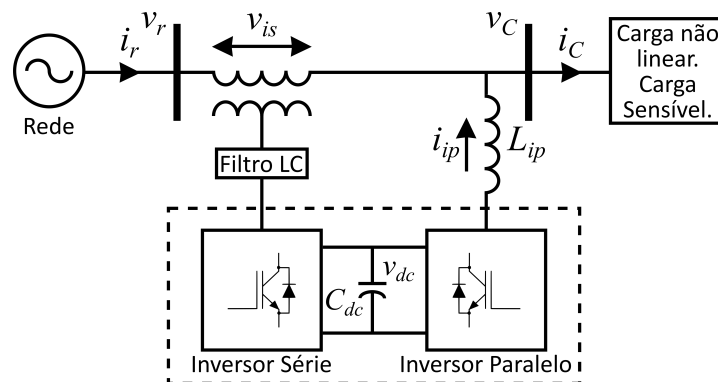 v_r
v_is
v_C
i_r
i_C
Carga não
linear.
Carga
Sensível.
Rede
i_ip
L_ip
Filtro LC
v_dc
C_dc
Inversor Série
Inversor Paralelo